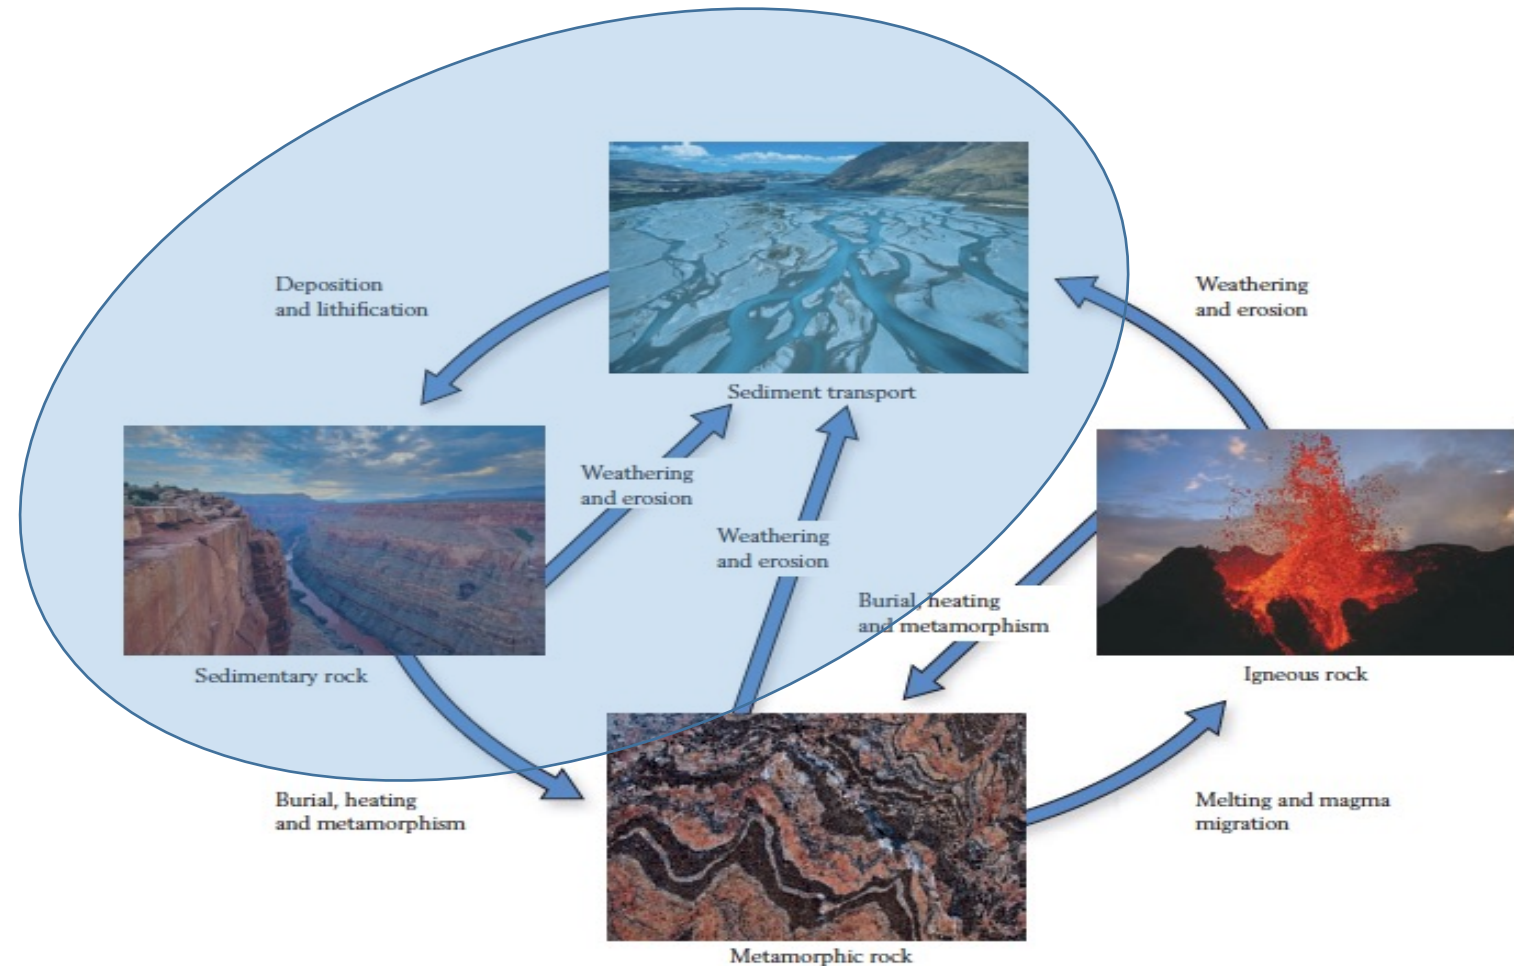 Deposition
and lithification
Weathering
and erosion
Sediment transport
Weathering
and erosion
Weathering
and erosion
Burial, heating
and metamorphism
Sedimentary rock
Igneous rock
Burial, heating
and metamorphism
Melting and magma
migration
Metamorphic rock